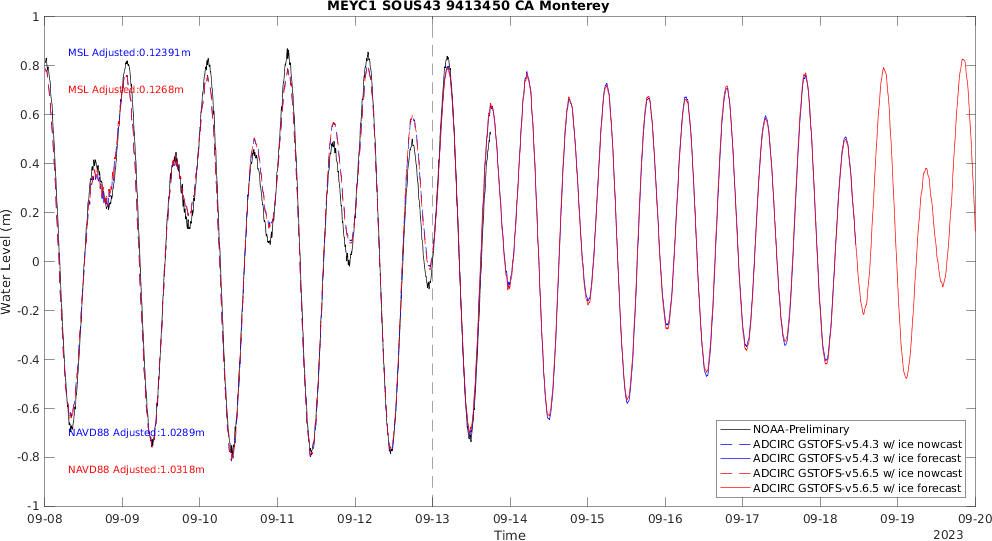 MEYC1 SOUS43 9413450 CA Monterey
1
0.8
0.6
0.4
0.2
0
-0.2
-0.4
-0.6
-0.8
-1
Water Level (m)
MSL Adjusted:0.12391m
MSL Adjusted:0.1268m
NAVD88 Adjusted:1.0289m
NAVD88 Adjusted:1.0318m
NOAA-Preliminary
ADCIRC GSTOFS-v5.4.3 w/ ice nowcast
ADCIRC GSTOFS-v5.4.3 w/ ice forecast
ADCIRC GSTOFS-v5.6.5 w/ ice nowcast
ADCIRC GSTOFS-v5.6.5 w/ ice forecast
09-08 09-09 09-10 09-11 09-12 09-13 09-14 09-15 09-16 09-17 09-18 09-19 09-20
Time
2023